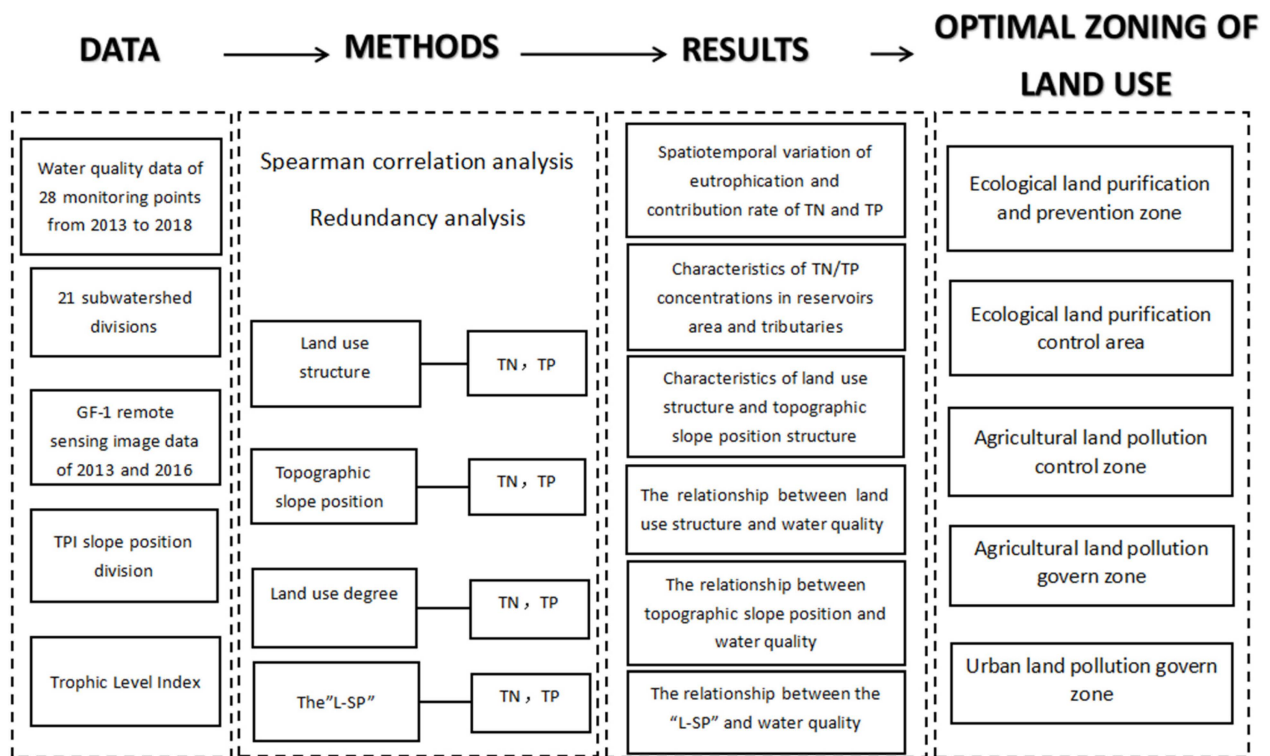 DATA
METHODS
RESULTS
OPTIMAL ZONING OF
LAND USE
Water quality data of
28 monitoring points
from 2013 to 2018
21 subwatershed
divisions
GF-1 remote
sensing image data
of 2013 and 2016
TPI slope position
division
Trophic Level Index
Spearman correlation analysis
Redundancy analysis
Land use
structure
TN，TP
Topographic
slope position
TN，TP
Land use degree
TN，TP
The"L-SP"
TN，TP
Spatiotemporal variation of
eutrophication and
contribution rate of TN and TP
Characteristics of TN/TP
concentrations in reservoirs
area and tributaries
Characteristics of land use
structure and topographic
slope position structure
The relationship between land
use structure and water quality
The relationship between
topographic slope position and
water quality
The relationship between the
“L-SP” and water quality
Ecological land purification
and prevention zone
Ecological land purification
control area
Agricultural land pollution
control zone
Agricultural land pollution
govern zone
Urban land pollution govern
zone